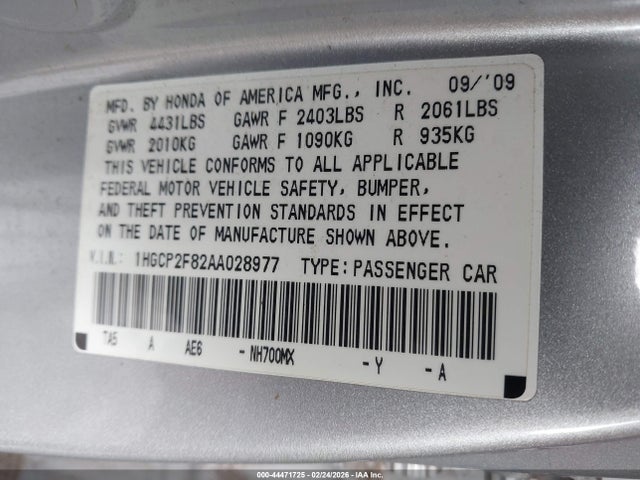 MFD. BY HONDA OF AMERICA MFG., INC. 09/'09
GVWR 4431LBS GAWR F 2403LBS R 2061LBS
GVWR 2010KG GAWR F 1090KG R 935KG
THIS VEHICLE CONFORMS TO ALL APPLICABLE
FEDERAL MOTOR VEHICLE SAFETY, BUMPER,
AND THEFT PREVENTION STANDARDS IN EFFECT
ON THE DATE OF MANUFACTURE SHOWN ABOVE.
V.I.N.: 1HGCP2F82AA028977 TYPE: PASSENGER CAR
TA5 A AE6 - NH700MX - Y - A
000-44471725 - 02/24/2026 - IAA Inc.